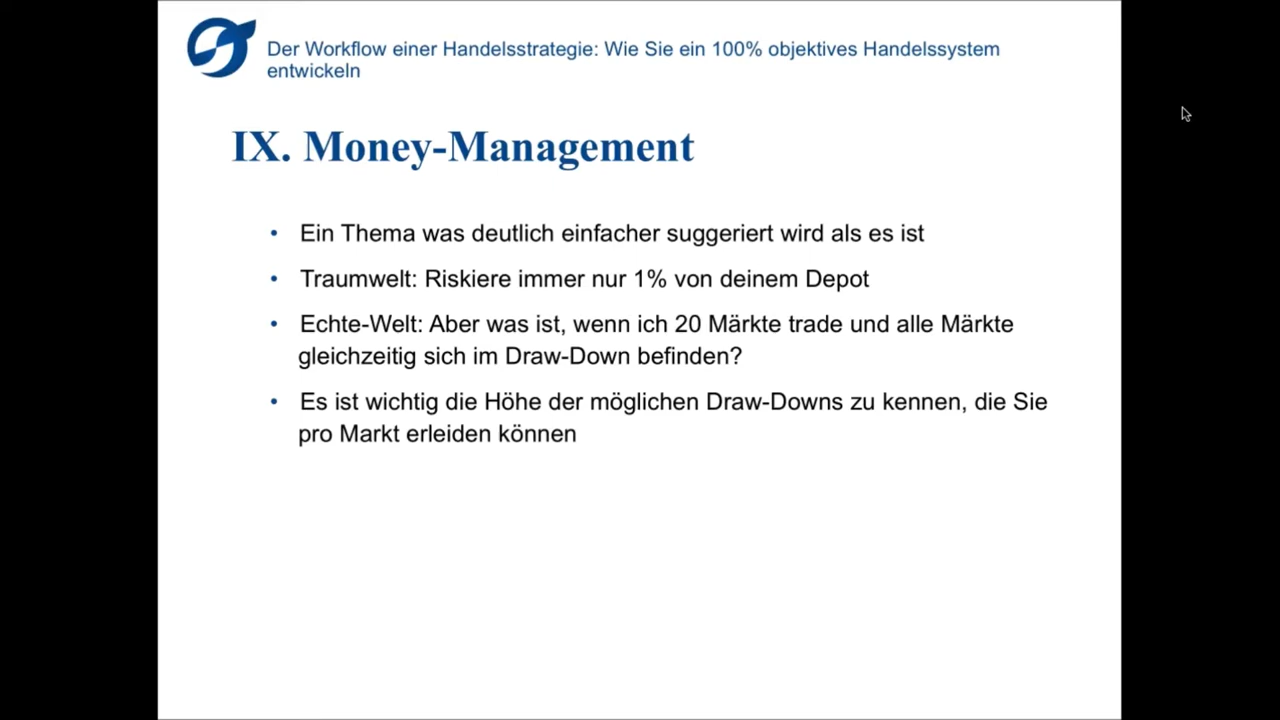 Der Workflow einer Handelsstrategie: Wie Sie ein 100% objektives Handelssystem
entwickeln
IX. Money-Management
• Ein Thema was deutlich einfacher suggeriert wird als es ist
• Traumwelt: Riskiere immer nur 1% von deinem Depot
• Echte-Welt: Aber was ist, wenn ich 20 Märkte trade und alle Märkte
gleichzeitig sich im Draw-Down befinden?
• Es ist wichtig die Höhe der möglichen Draw-Downs zu kennen, die Sie
pro Markt erleiden können